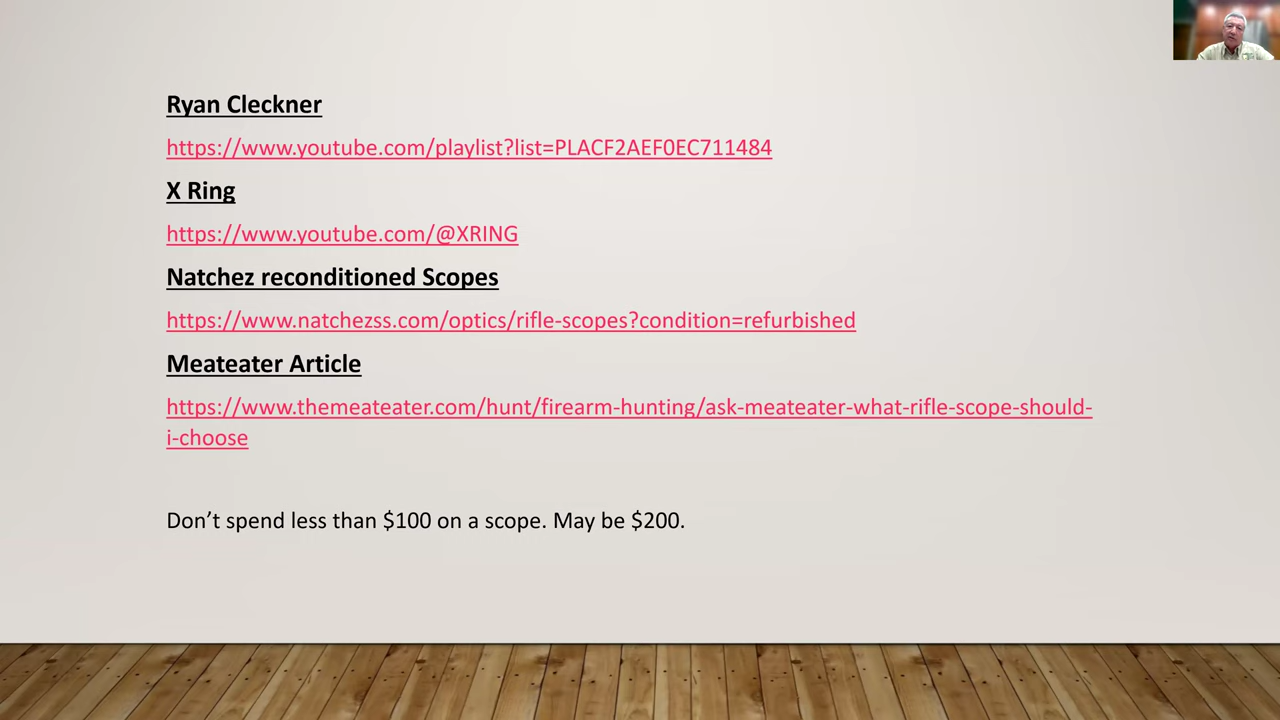 Ryan Cleckner
https://www.youtube.com/playlist?list=PLACF2AEF0EC711484
X Ring
https://www.youtube.com/@XRING
Natchez reconditioned Scopes
https://www.natchezss.com/optics/rifle-scopes?condition=refurbished
Meateater Article
https://www.themeateater.com/hunt/firearm-hunting/ask-meateater-what-rifle-scope-should-
i-choose
Don’t spend less than $100 on a scope. May be $200.